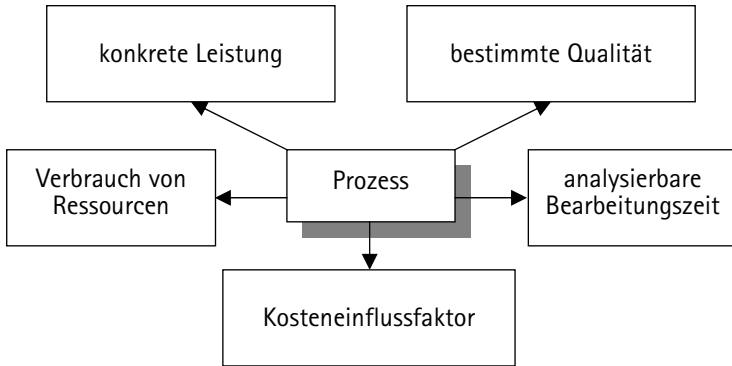 konkrete Leistung
bestimmte Qualität
Verbrauch von
Ressourcen
Prozess
analysierbare
Bearbeitungszeit
Kosteneinflussfaktor